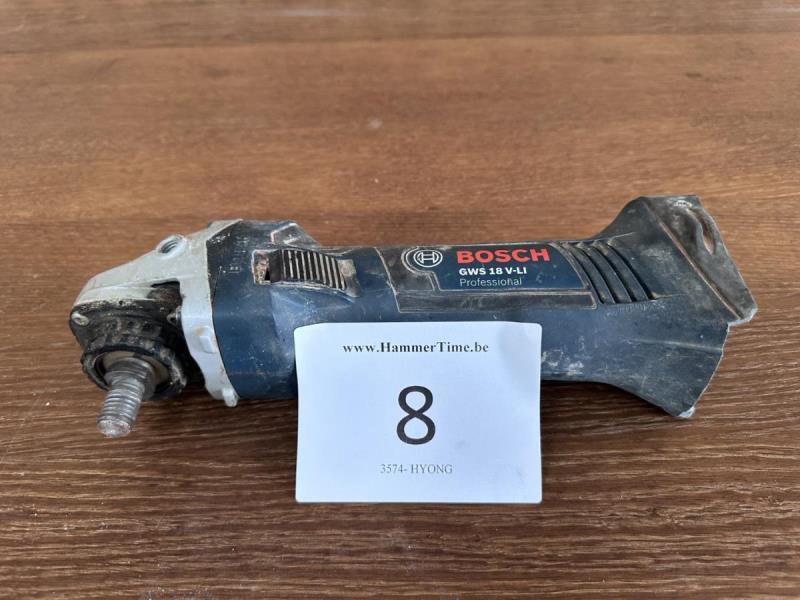 BOSCH
GWS 18 V-LI
Professional
www.HammerTime.be
8
3574- HYONG